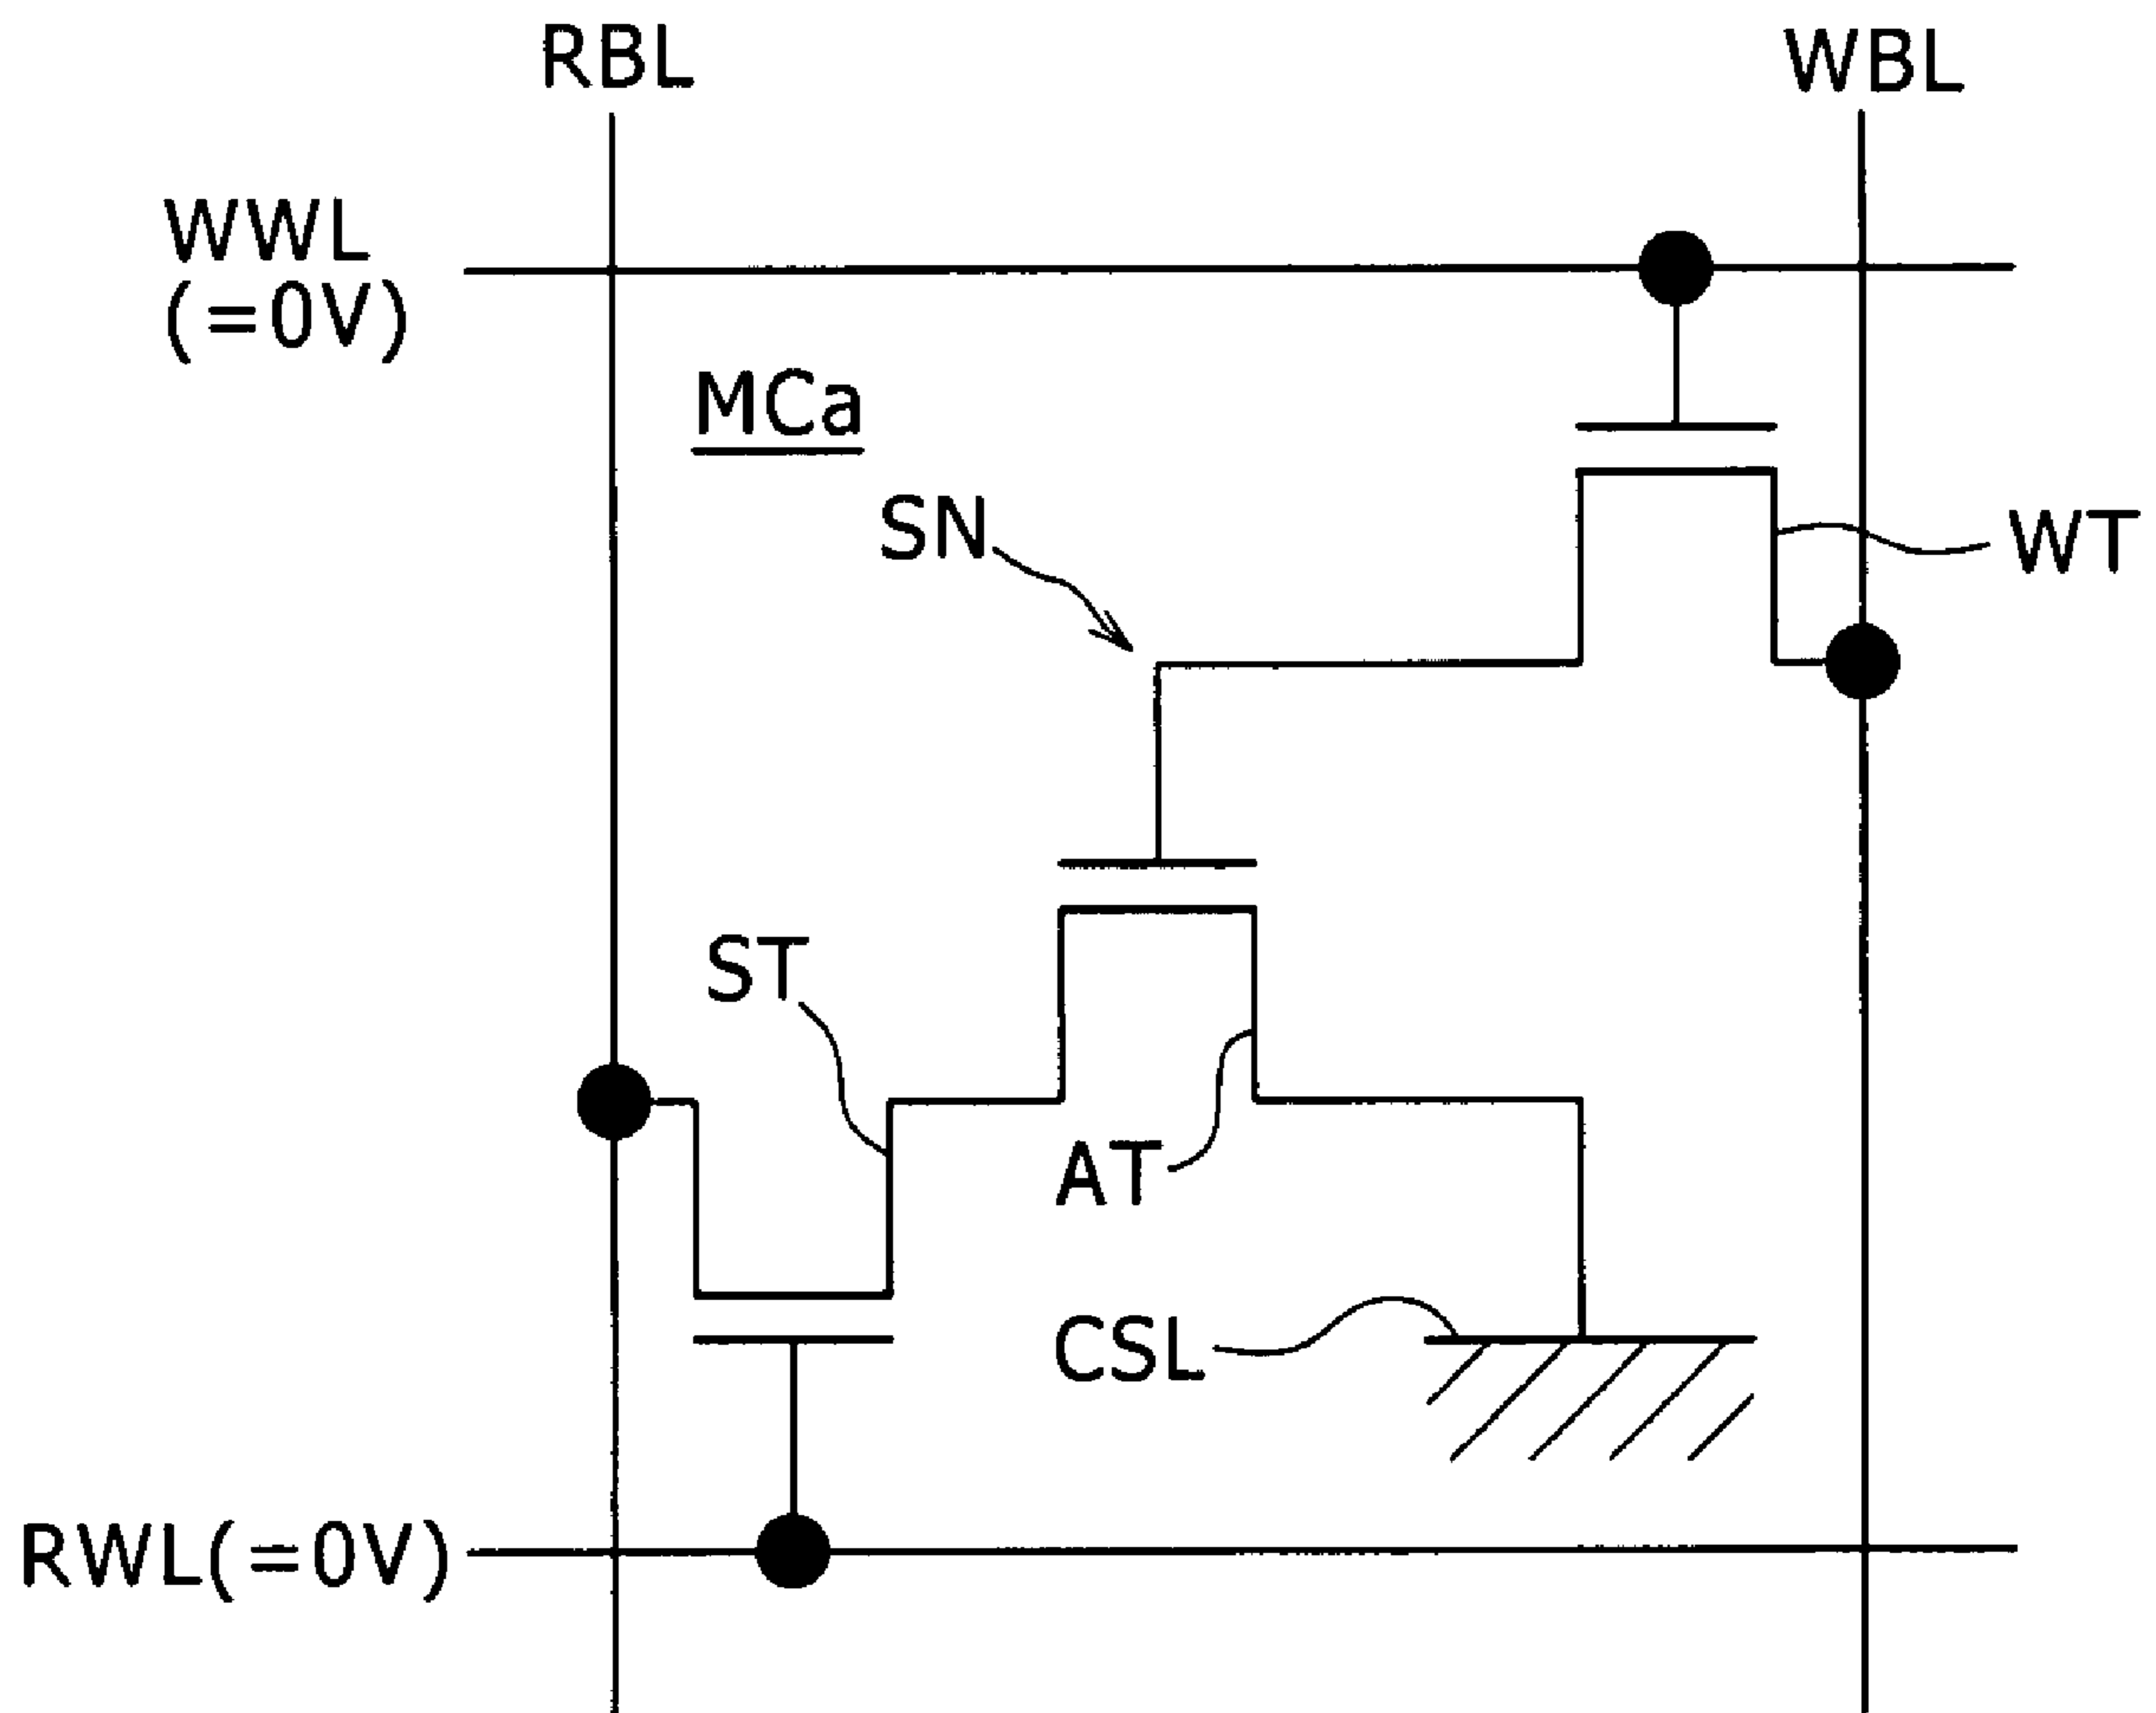 RBL
WBL
WWL
(=0V)
MCa
SN
WT
ST
AT
CSL
RWL(=0V)